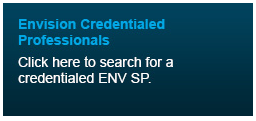 Envision Credentialed
Professionals
Click here to search for a
credentialed ENV SP.